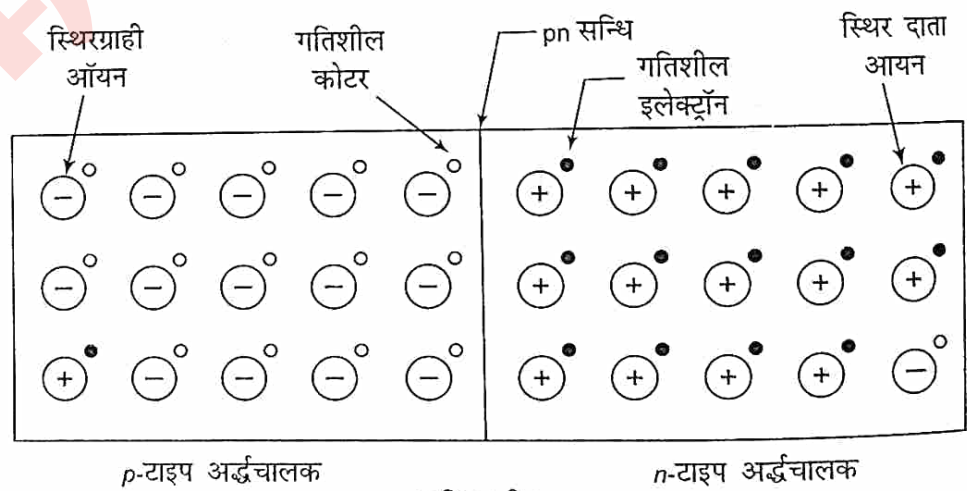 स्थिरग्राही
ऑयन
गतिशील
कोटर
pn सन्धि
गतिशील
इलेक्ट्रॉन
स्थिर दाता
आयन
p-टाइप अर्द्धचालक
n-टाइप अर्द्धचालक